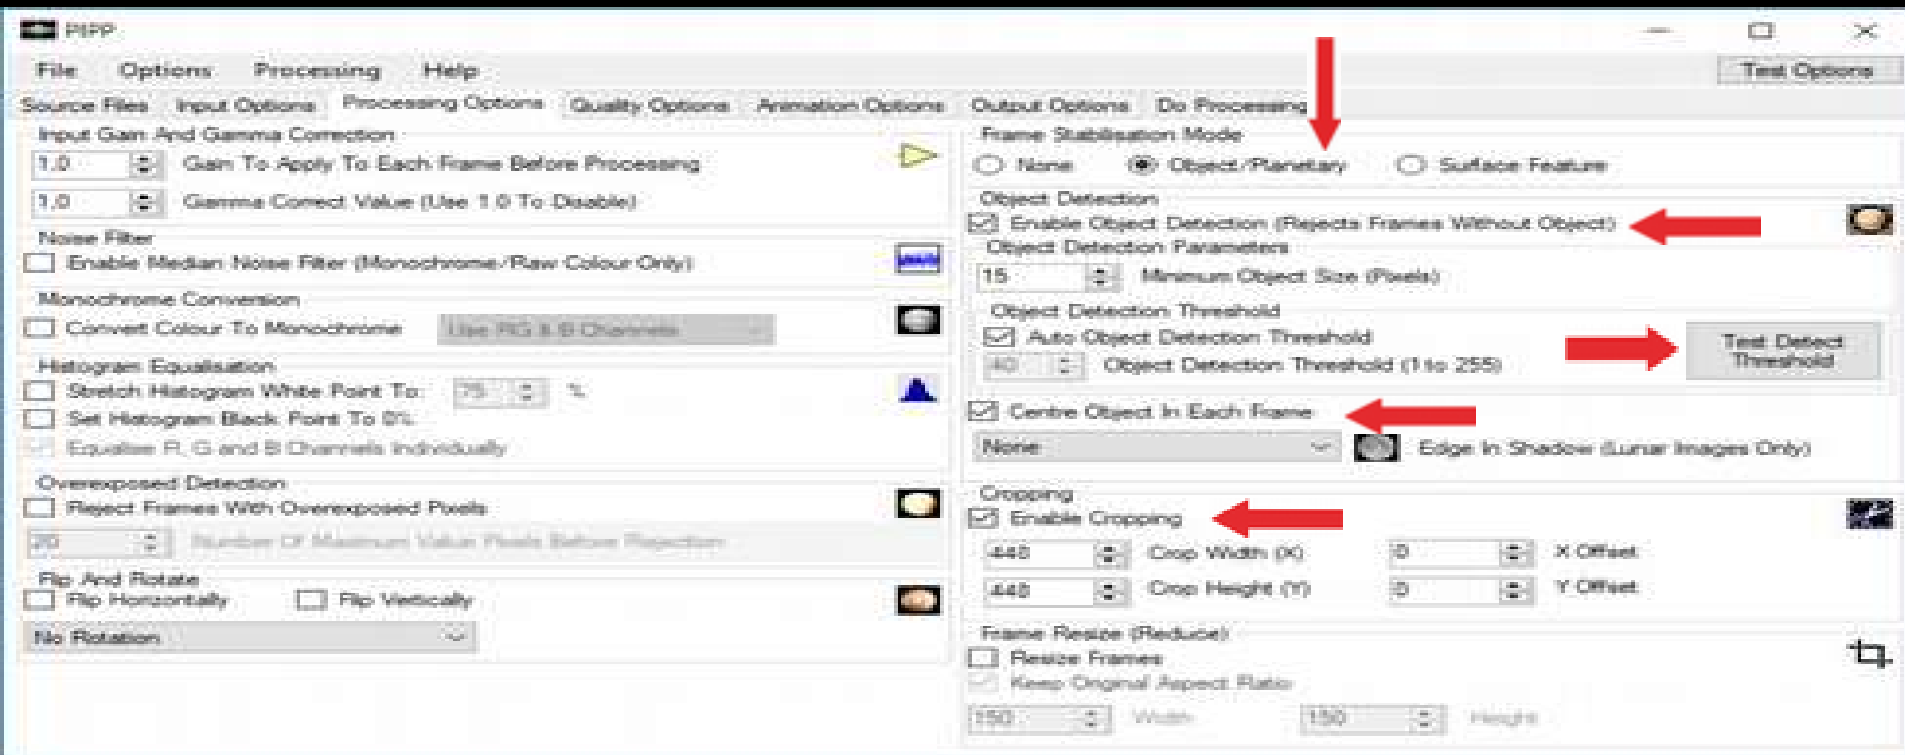 PIPP
File Options Processing Help
Test Options
Source Files Input Options Processing Options Quality Options Animation Options Output Options Do Processing
Input Gain And Gamma Correction
1.0 Gain To Apply To Each Frame Before Processing
1.0 Gamma Correct Value (Use 1.0 To Disable)
Noise Filter
Enable Median Noise Filter (Monochrome/Raw Colour Only)
Monochrome Conversion
Convert Colour To Monochrome Use R,G & B Channels
Histogram Equalisation
Stretch Histogram White Point To: 75 %
Set Histogram Black Point To 0%
Equalise R, G and B Channels Individually
Overexposed Detection
Reject Frames With Overexposed Pixels
20 Number Of Maximum Value Pixels Before Rejection
Flip And Rotate
Flip Horizontally Flip Vertically
No Rotation
Frame Stabilisation Mode
None Object/Planetary Surface Feature
Object Detection
Enable Object Detection (Rejects Frames Without Object)
Object Detection Parameters
15 Minimum Object Size (Pixels)
Object Detection Threshold
Auto Object Detection Threshold
40 Object Detection Threshold (1 to 255)
Test Detect
Threshold
Centre Object In Each Frame
None Edge In Shadow (Lunar Images Only)
Cropping
Enable Cropping
Crop Width (X) 0 X Offset
Crop Height (Y) 0 Y Offset
Frame Resize (Reduce)
Resize Frames
Keep Original Aspect Ratio
150 Width 150 Height